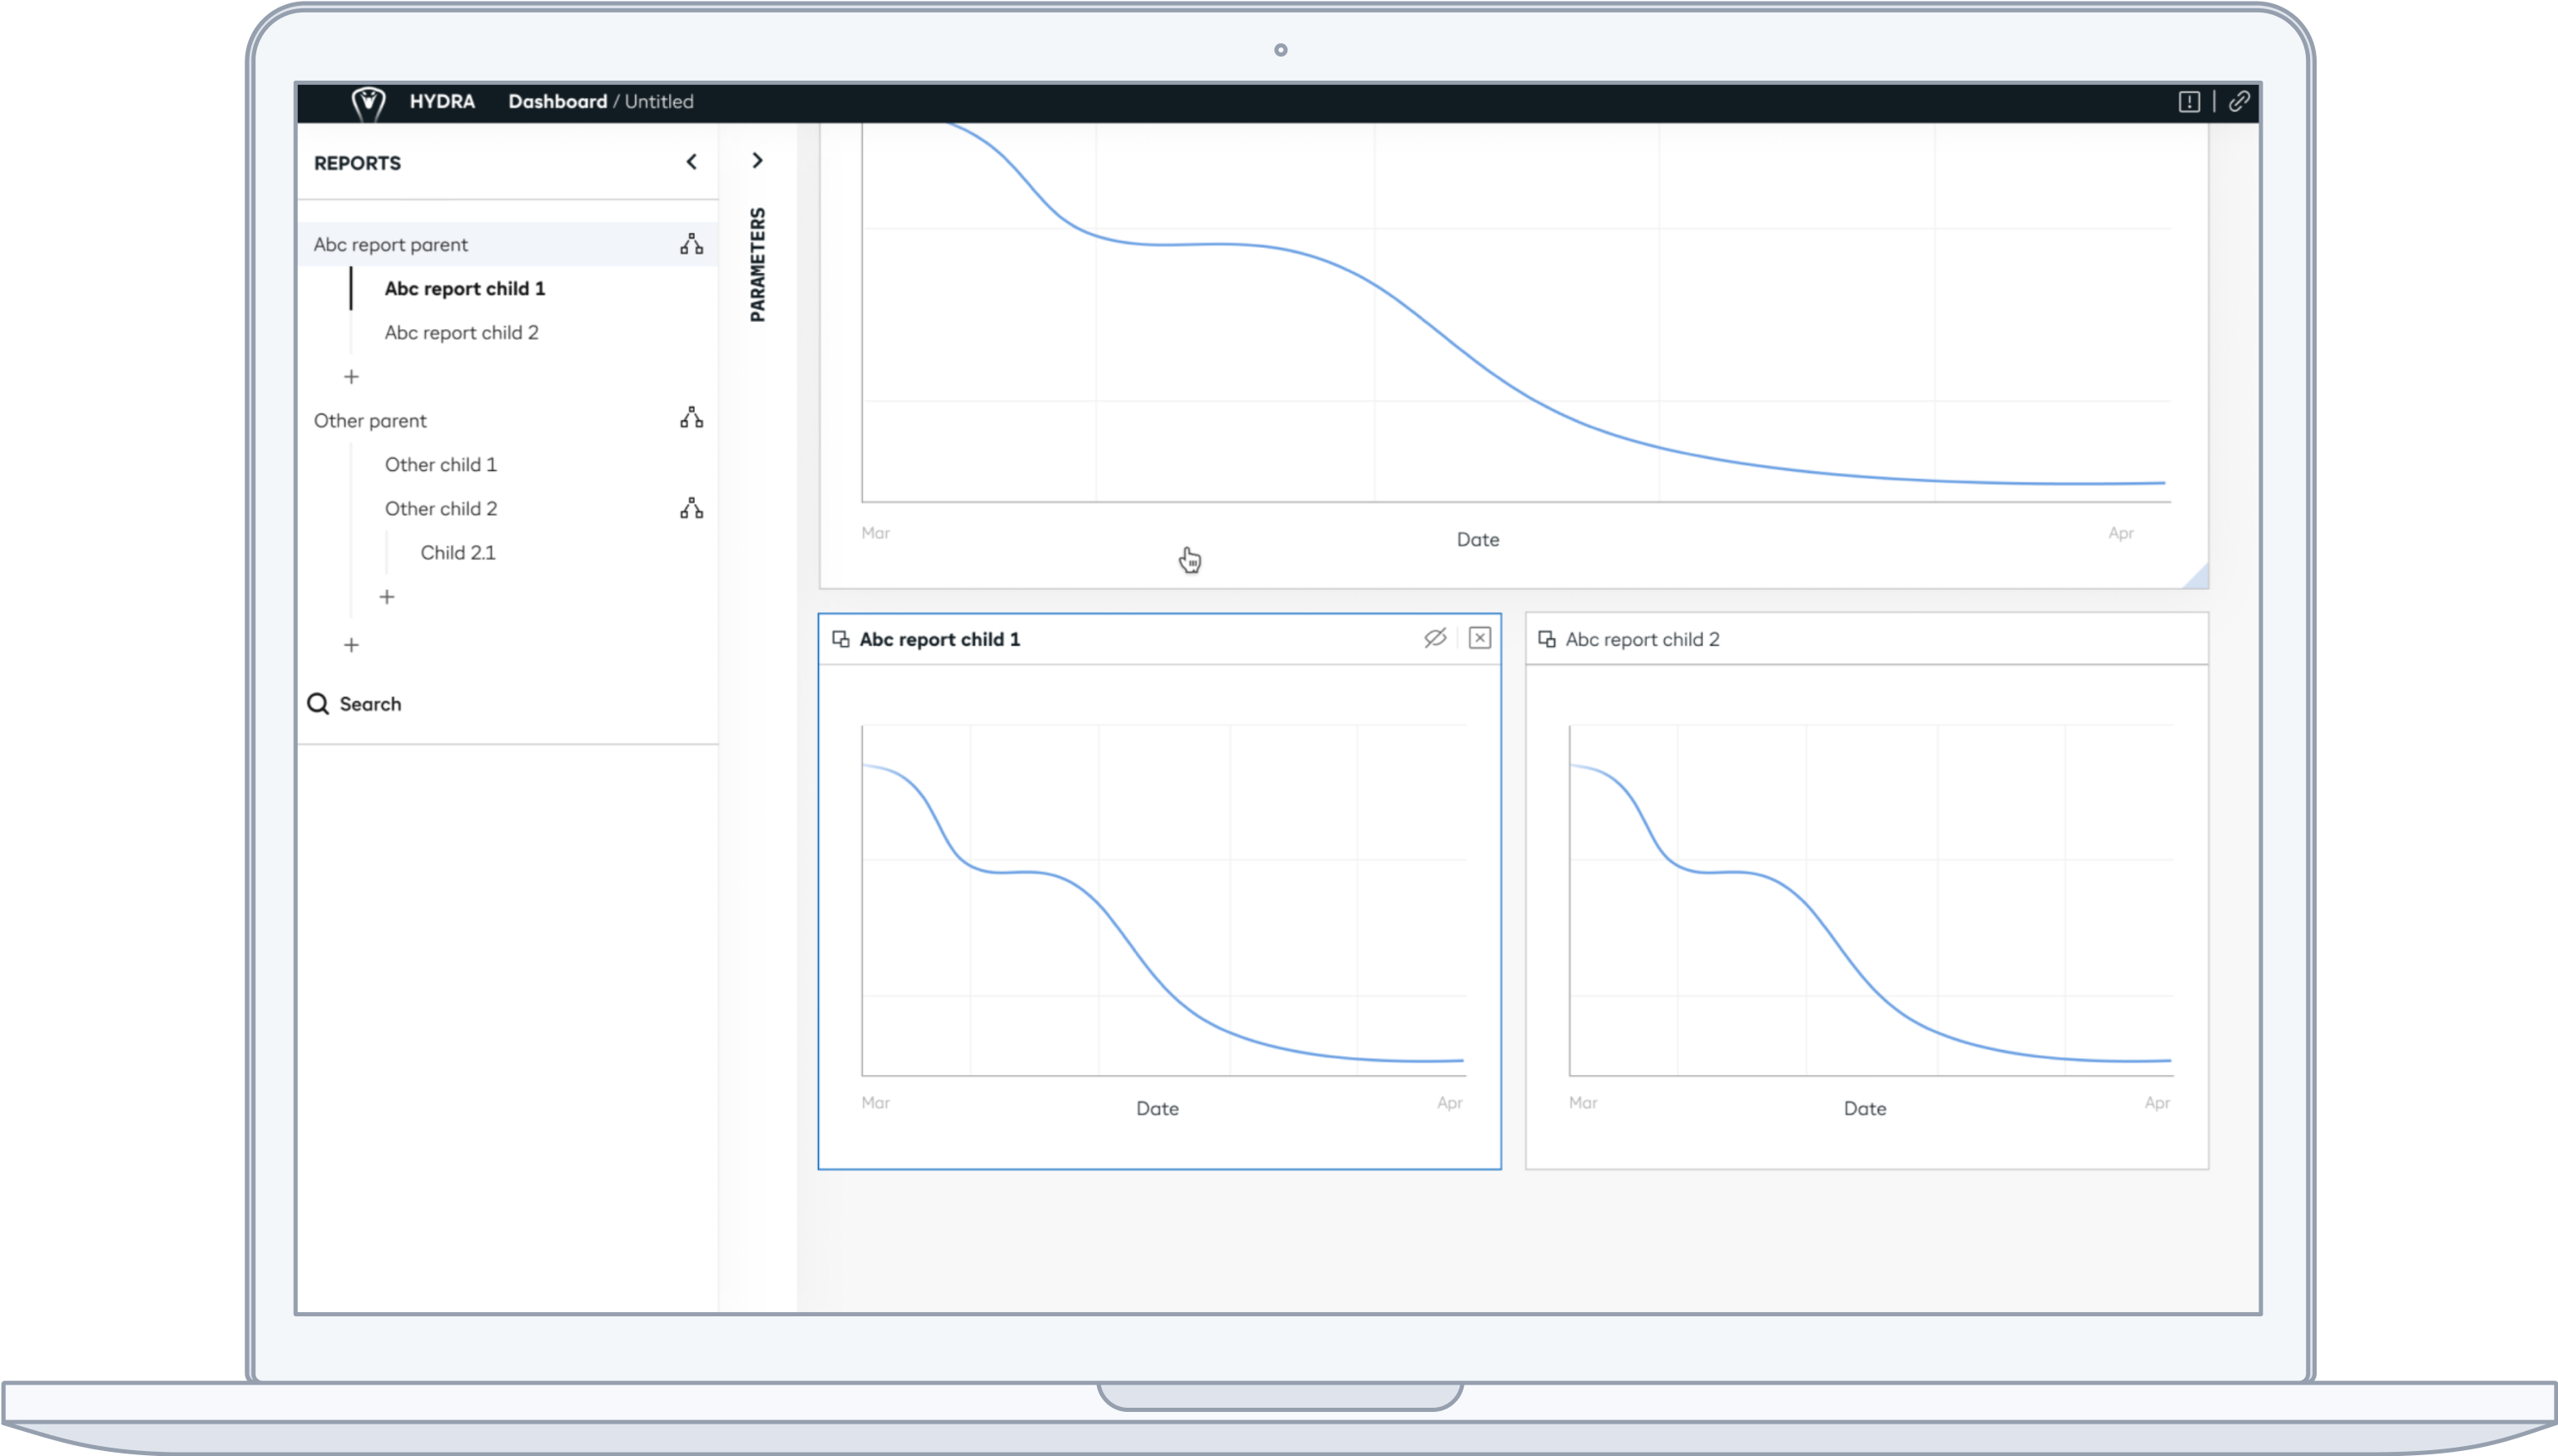 HYDRA Dashboard / Untitled
REPORTS
Abc report parent
Abc report child 1
Abc report child 2
Other parent
Other child 1
Other child 2
Child 2.1
Search
PARAMETERS
Mar Date Apr
Abc report child 1
Mar Date Apr
Abc report child 2
Mar Date Apr